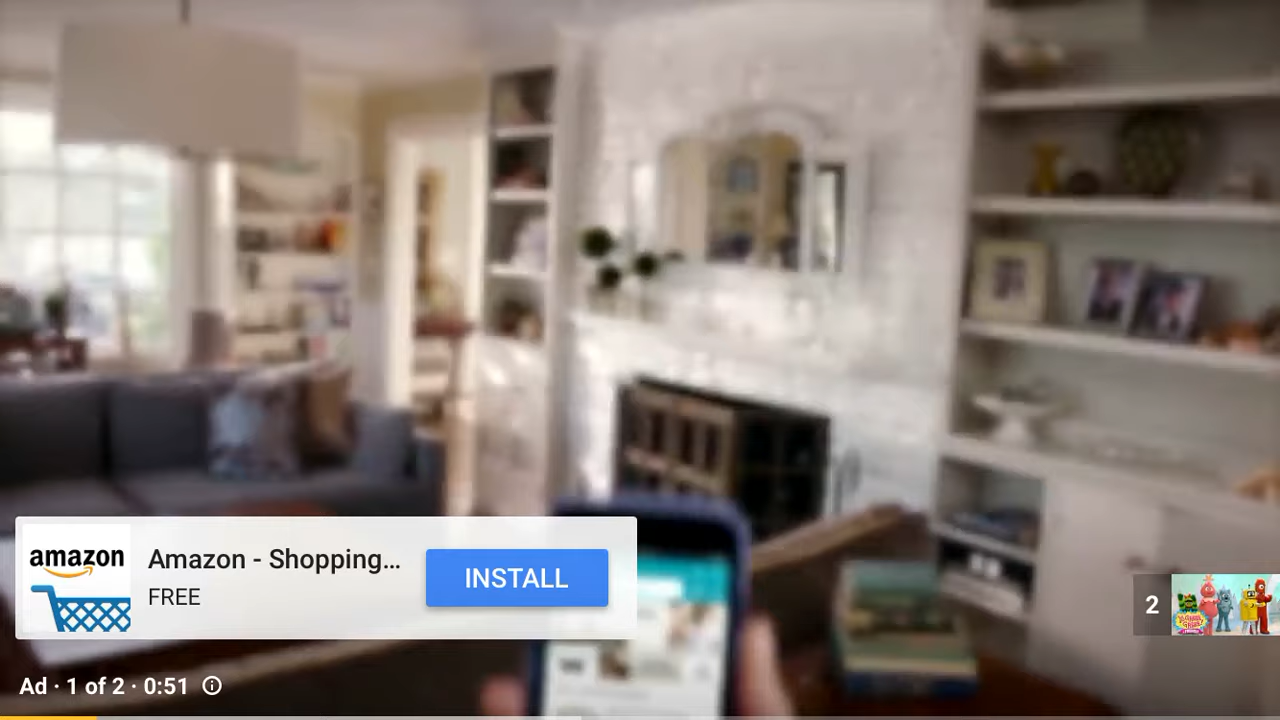 amazon
Amazon - Shopping...
FREE
INSTALL
2
Ad · 1 of 2 · 0:51